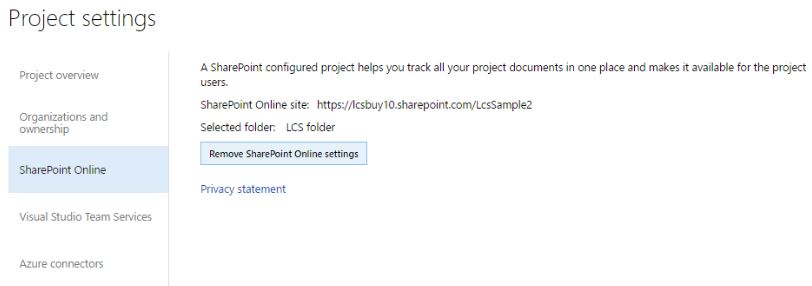 Project settings
Project overview
Organizations and
ownership
SharePoint Online
Visual Studio Team Services
Azure connectors
A SharePoint configured project helps you track all your project documents in one place and makes it available for the project
users.
SharePoint Online site: https://lcsbuy10.sharepoint.com/LcsSample2
Selected folder: LCS folder
Remove SharePoint Online settings
Privacy statement